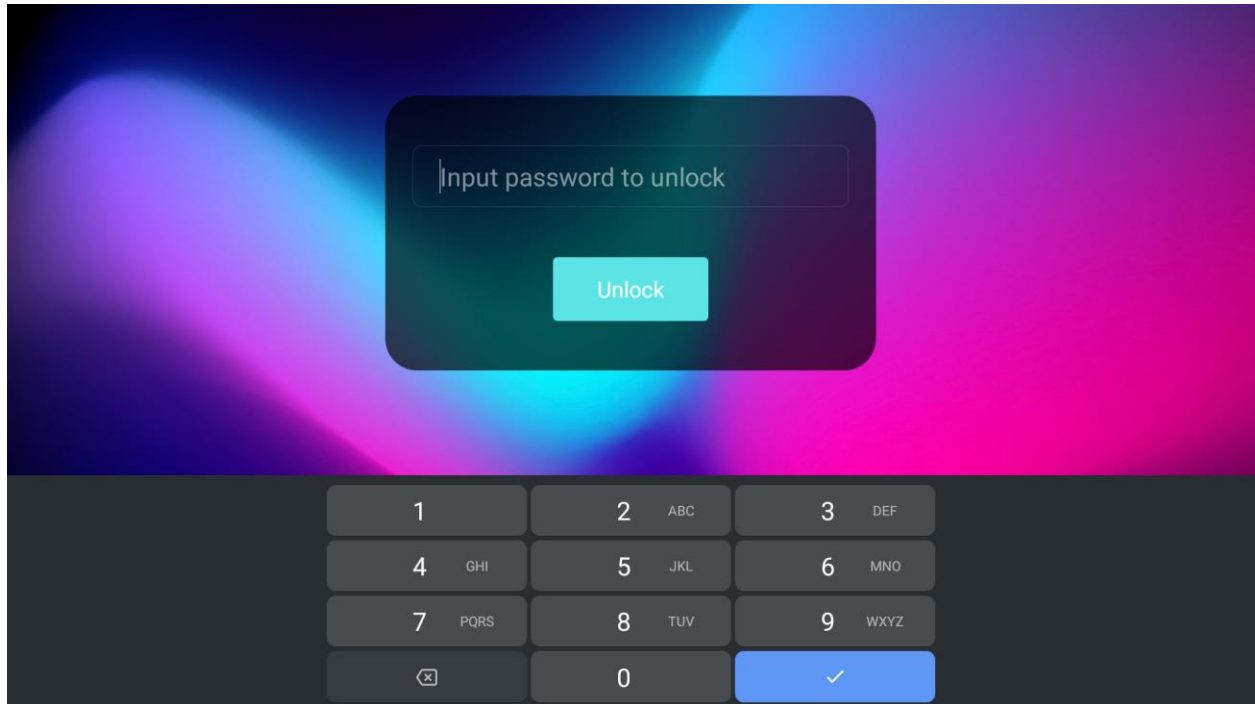 Input password to unlock
Unlock
1 2 ABC 3 DEF
4 GHI 5 JKL 6 MNO
7 PQRS 8 TUV 9 WXYZ
0